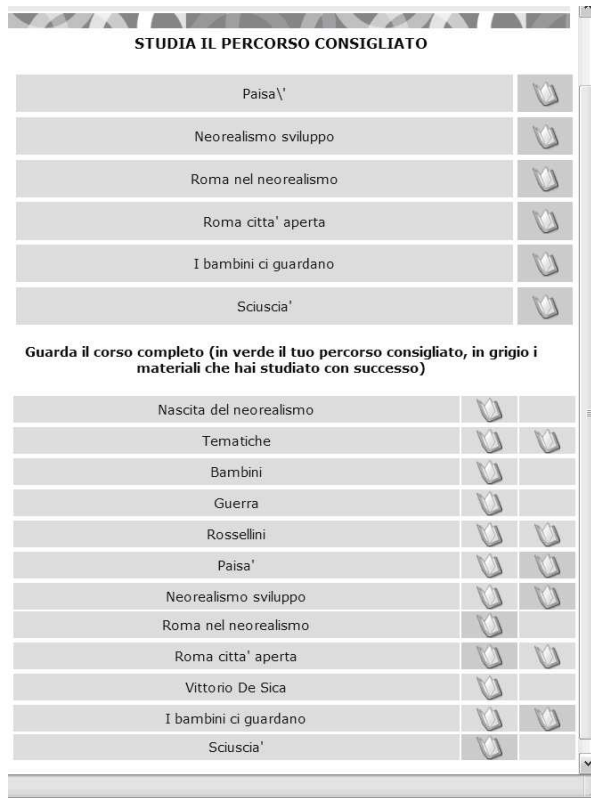 STUDIA IL PERCORSO CONSIGLIATO
Paisa\'
Neorealismo sviluppo
Roma nel neorealismo
Roma citta' aperta
I bambini ci guardano
Sciuscia'
Guarda il corso completo (in verde il tuo percorso consigliato, in grigio i
materiali che hai studiato con successo)
Nascita del neorealismo
Tematiche
Bambini
Guerra
Rossellini
Paisa'
Neorealismo sviluppo
Roma nel neorealismo
Roma citta' aperta
Vittorio De Sica
I bambini ci guardano
Sciuscia'